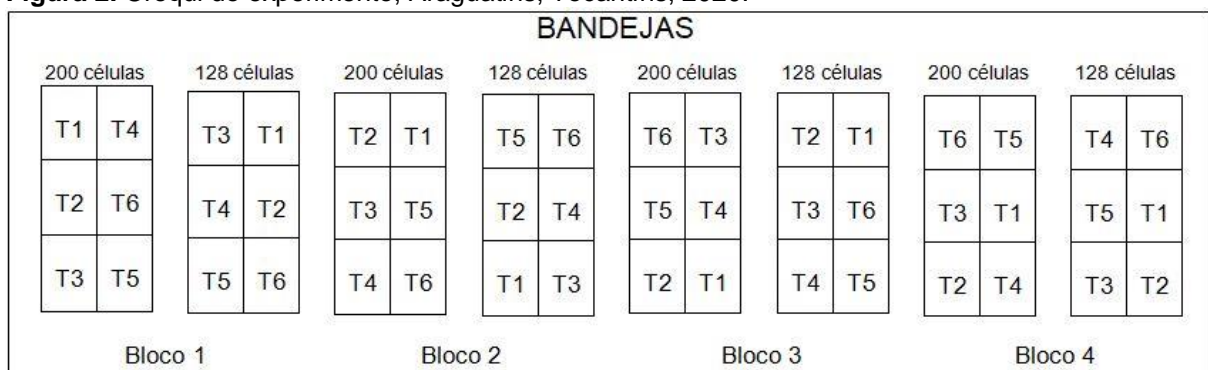 Figura 2. Croqui do experimento, Araguatins, Tocantins, 2020.
BANDEJAS
200 células 128 células 200 células 128 células 200 células 128 células 200 células 128 células
T1 T4 T3 T1 T2 T1 T5 T6 T6 T3 T2 T1 T6 T5 T4 T6
T2 T6 T4 T2 T3 T5 T2 T4 T5 T4 T3 T6 T3 T1 T5 T1
T3 T5 T5 T6 T4 T6 T1 T3 T2 T1 T4 T5 T2 T4 T3 T2
Bloco 1 Bloco 2 Bloco 3 Bloco 4